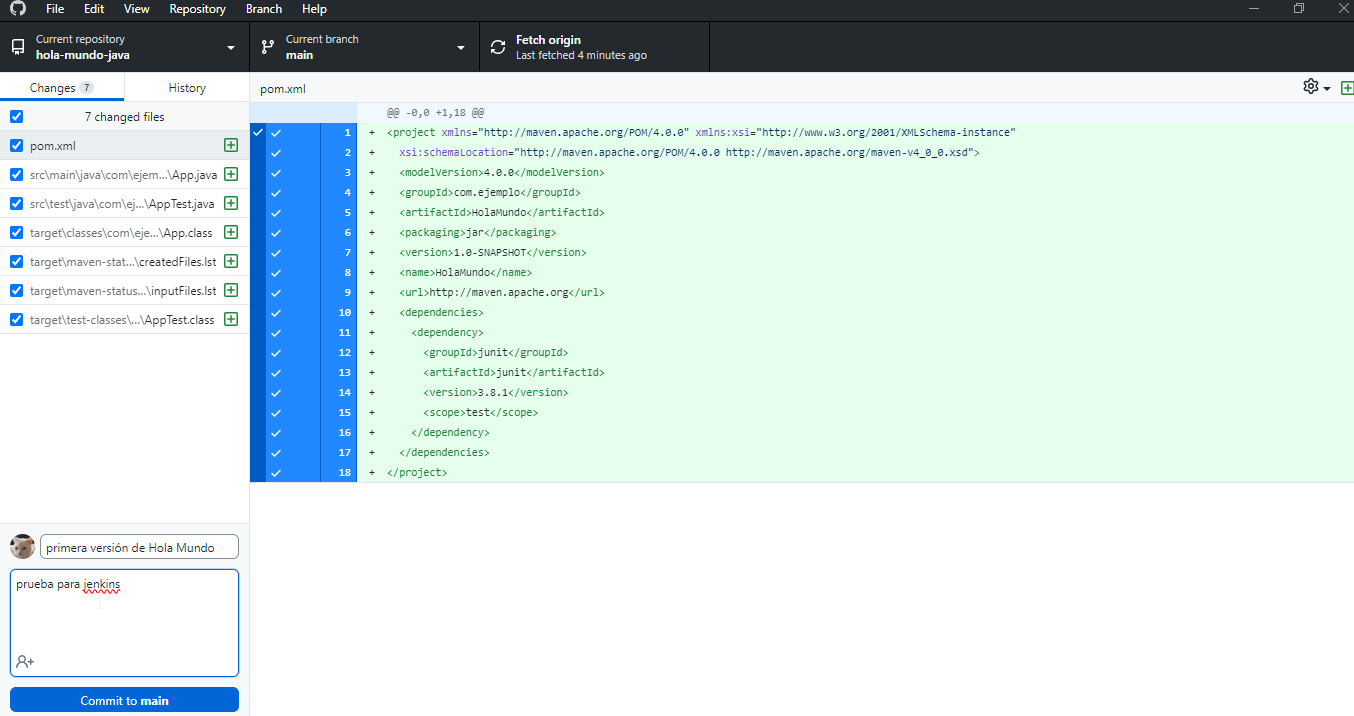 File Edit View Repository Branch Help
Current repository
hola-mundo-java
Current branch
main
Fetch origin
Last fetched 4 minutes ago
Changes 7
History
7 changed files
pom.xml
src\main\java\com\ejem...\App.java
src\test\java\com\ej...\AppTest.java
target\classes\com\eje...\App.class
target\maven-stat...\createdFiles.lst
target\maven-status...\inputFiles.lst
target\test-classes\...\AppTest.class
primera versión de Hola Mundo
prueba para jenkins
Commit to main
pom.xml
@@ -0,0 +1,18 @@
1 + <project xmlns="http://maven.apache.org/POM/4.0.0" xmlns:xsi="http://www.w3.org/2001/XMLSchema-instance"
2 + xsi:schemaLocation="http://maven.apache.org/POM/4.0.0 http://maven.apache.org/maven-v4_0_0.xsd">
3 + <modelVersion>4.0.0</modelVersion>
4 + <groupId>com.ejemplo</groupId>
5 + <artifactId>HolaMundo</artifactId>
6 + <packaging>jar</packaging>
7 + <version>1.0-SNAPSHOT</version>
8 + <name>HolaMundo</name>
9 + <url>http://maven.apache.org</url>
10 + <dependencies>
11 + <dependency>
12 + <groupId>junit</groupId>
13 + <artifactId>junit</artifactId>
14 + <version>3.8.1</version>
15 + <scope>test</scope>
16 + </dependency>
17 + </dependencies>
18 + </project>